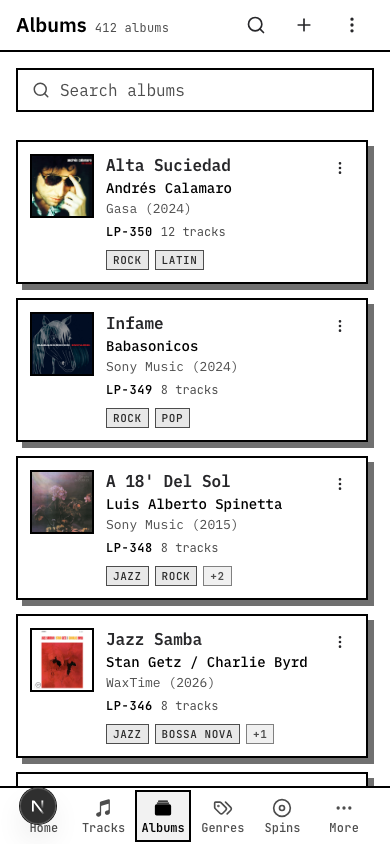 Albums 412 albums
Search albums
Alta Suciedad
Andrés Calamaro
Gasa (2024)
LP-350 12 tracks
ROCK LATIN
Infame
Babasonicos
Sony Music (2024)
LP-349 8 tracks
ROCK POP
A 18' Del Sol
Luis Alberto Spinetta
Sony Music (2015)
LP-348 8 tracks
JAZZ ROCK +2
Jazz Samba
Stan Getz / Charlie Byrd
WaxTime (2026)
LP-346 8 tracks
JAZZ BOSSA NOVA +1
N
Home Tracks Albums Genres Spins More